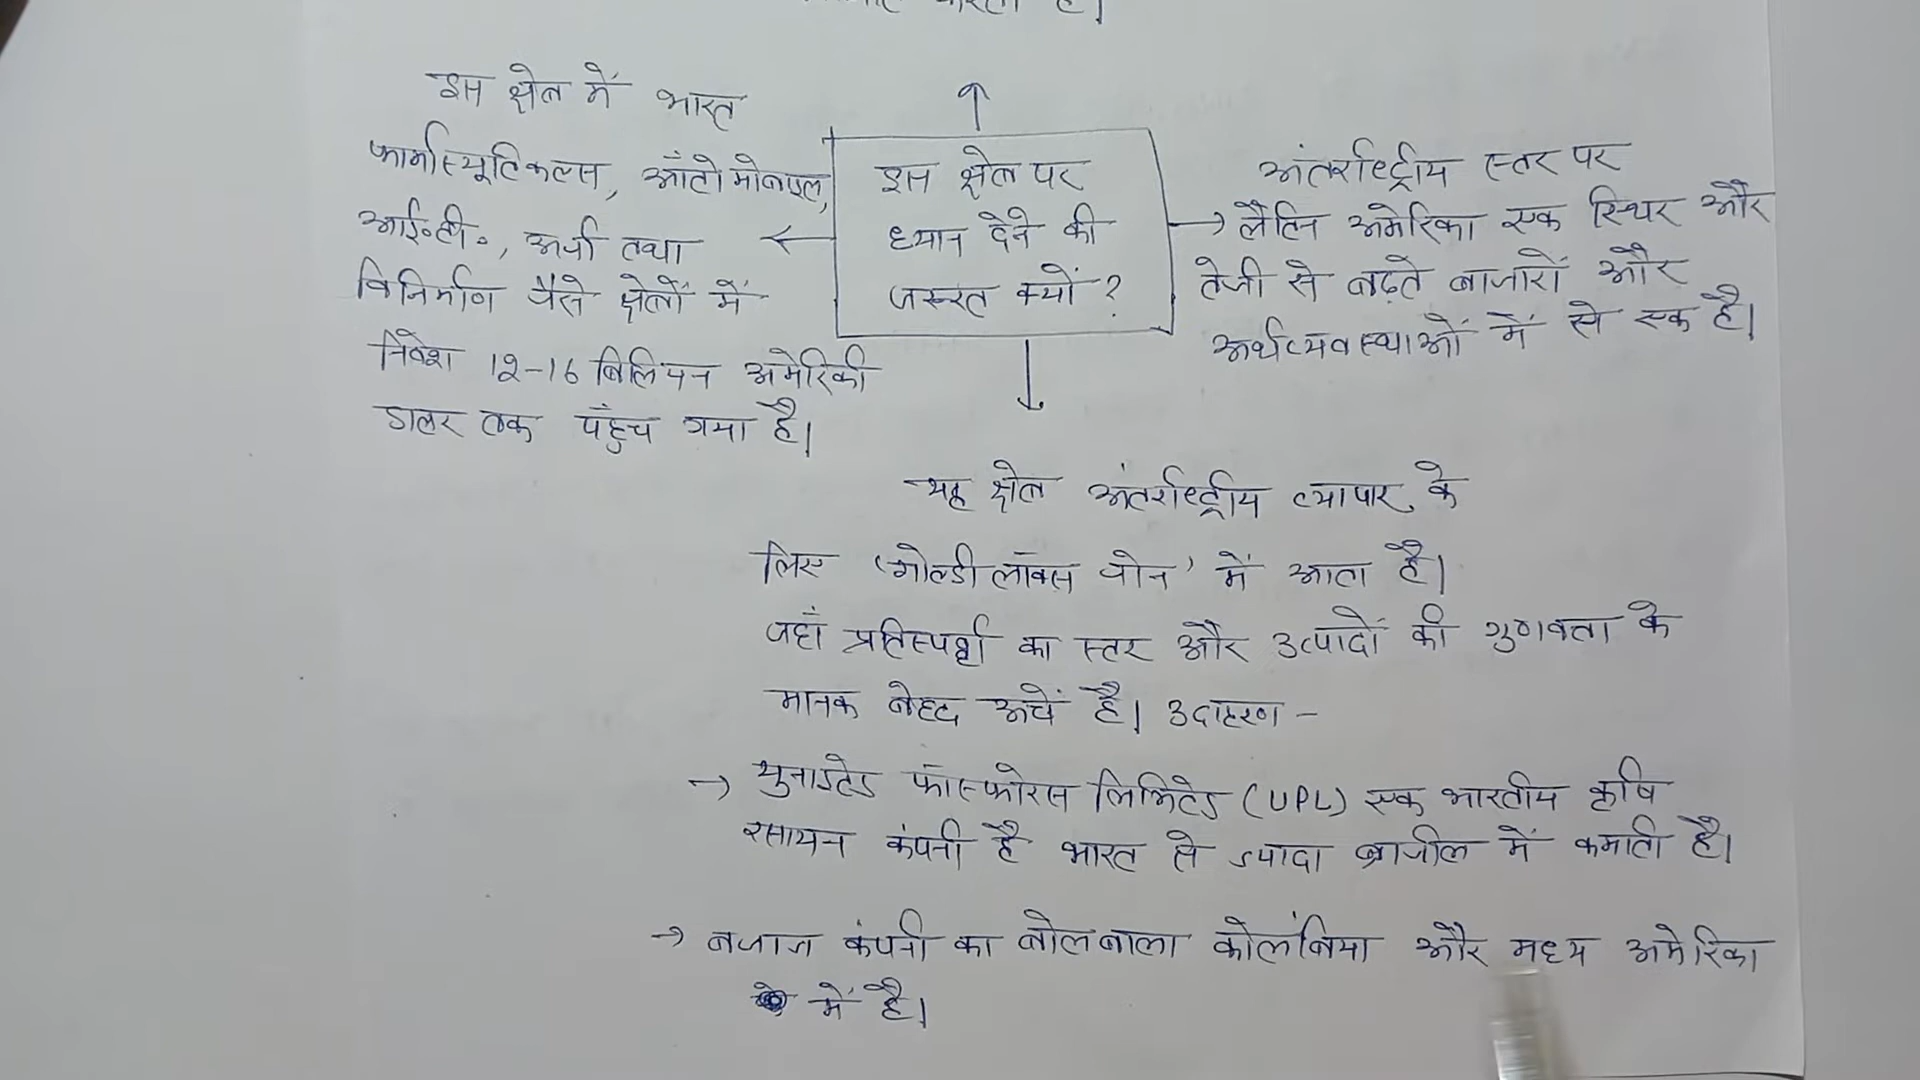 करता है।
इस क्षेत्र में भारत
फार्मास्यूतिकल्स, ऑटोमोबाइल,
आई॰टी॰, ऊर्जा तथा
विनिर्माण जैसे क्षेत्रों में
निवेश 12-16 बिलियन अमेरिकी
डालर तक पहुँच गया है।
इस क्षेत्र पर
ध्यान देने की
जरूरत क्यों?
अंतर्राष्ट्रीय स्तर पर
लैटिन अमेरिका एक स्थिर और
तेजी से बढ़ते बाजारों और
अर्थव्यवस्थाओं में से एक है।
यह क्षेत्र अंतर्राष्ट्रीय व्यापार के
लिए 'गोल्डीलॉक्स जोन' में आता है।
जहाँ प्रतिस्पर्धा का स्तर और उत्पादों की गुणवता के
मानक बेहद ऊचें है। उदाहरण –
→ युनाइटेड फॉस्फोरस लिमिटेड (UPL) एक भारतीय कृषि
रसायन कंपनी है भारत से ज्यादा ब्राजील में कमाती है।
→ बजाज कंपनी का बोलबाला कोलंबिया और मध्य अमेरिका
में है।